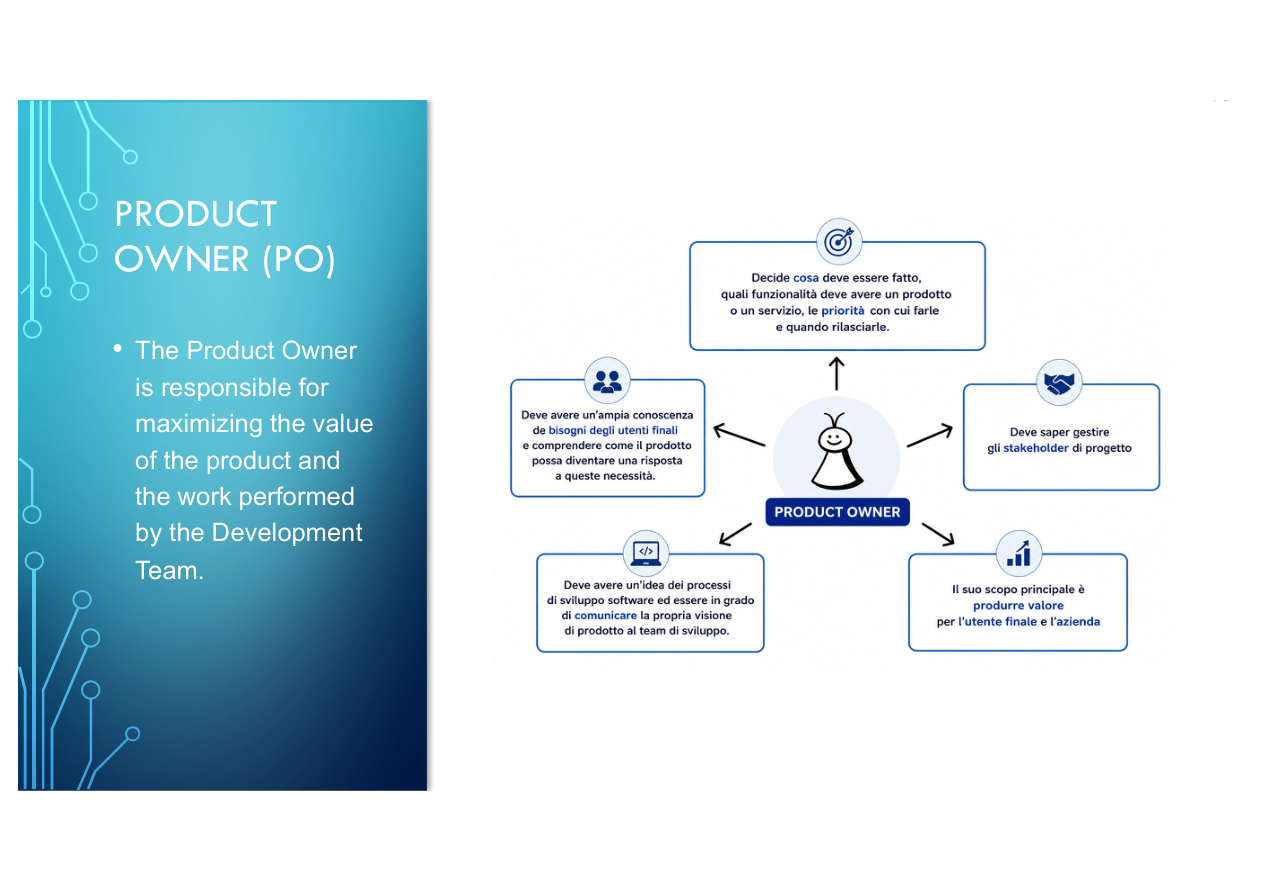 PRODUCT
OWNER (PO)
• The Product Owner
is responsible for
maximizing the value
of the product and
the work performed
by the Development
Team.
Decide cosa deve essere fatto,
quali funzionalità deve avere un prodotto
o un servizio, le priorità con cui farle
e quando rilasciarle.
Deve avere un'ampia conoscenza
de bisogni degli utenti finali
e comprendere come il prodotto
possa diventare una risposta
a queste necessità.
Deve saper gestire
gli stakeholder di progetto
PRODUCT OWNER
</>
Deve avere un'idea dei processi
di sviluppo software ed essere in grado
di comunicare la propria visione
di prodotto al team di sviluppo.
Il suo scopo principale è
produrre valore
per l'utente finale e l'azienda